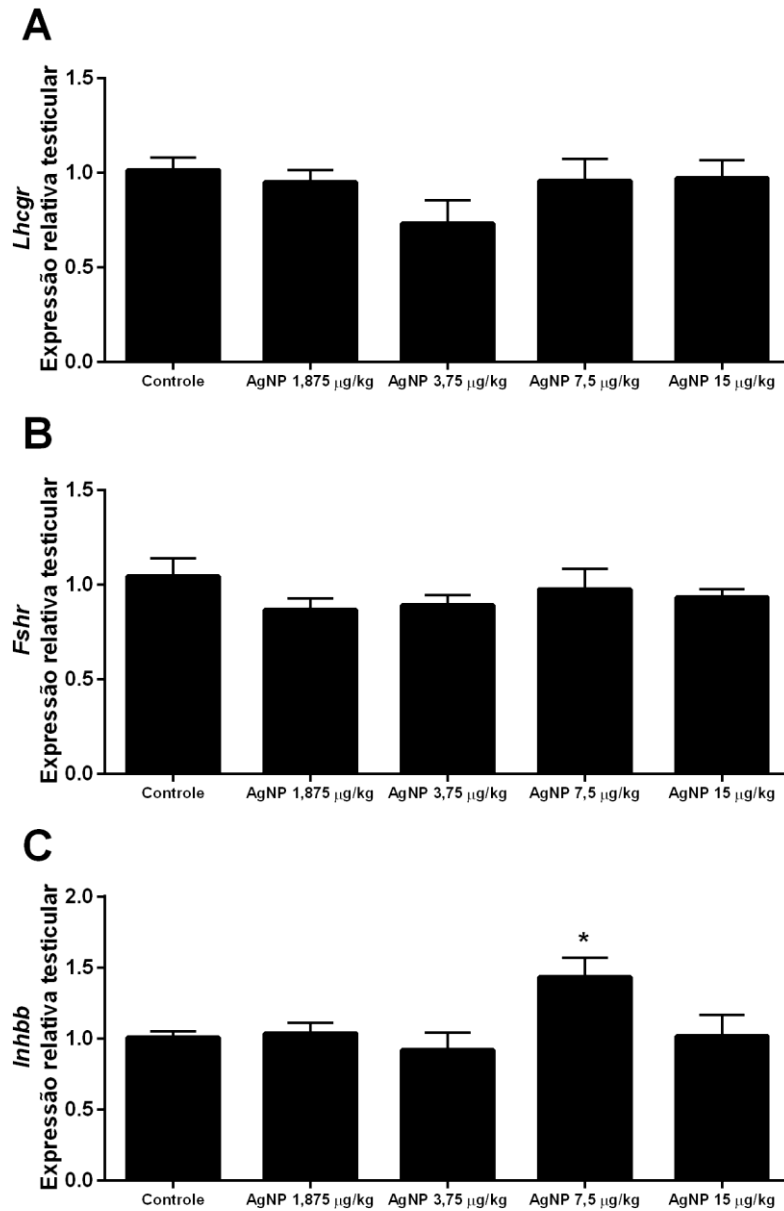 A
Lhcgr
Expressão relativa testicular
1.5
1.0
0.5
0.0
Controle
AgNP 1,875 μg/kg
AgNP 3,75 μg/kg
AgNP 7,5 μg/kg
AgNP 15 μg/kg
B
Fshr
Expressão relativa testicular
1.5
1.0
0.5
0.0
Controle
AgNP 1,875 μg/kg
AgNP 3,75 μg/kg
AgNP 7,5 μg/kg
AgNP 15 μg/kg
C
Inhbb
Expressão relativa testicular
2.0
1.5
1.0
0.5
0.0
*
Controle
AgNP 1,875 μg/kg
AgNP 3,75 μg/kg
AgNP 7,5 μg/kg
AgNP 15 μg/kg